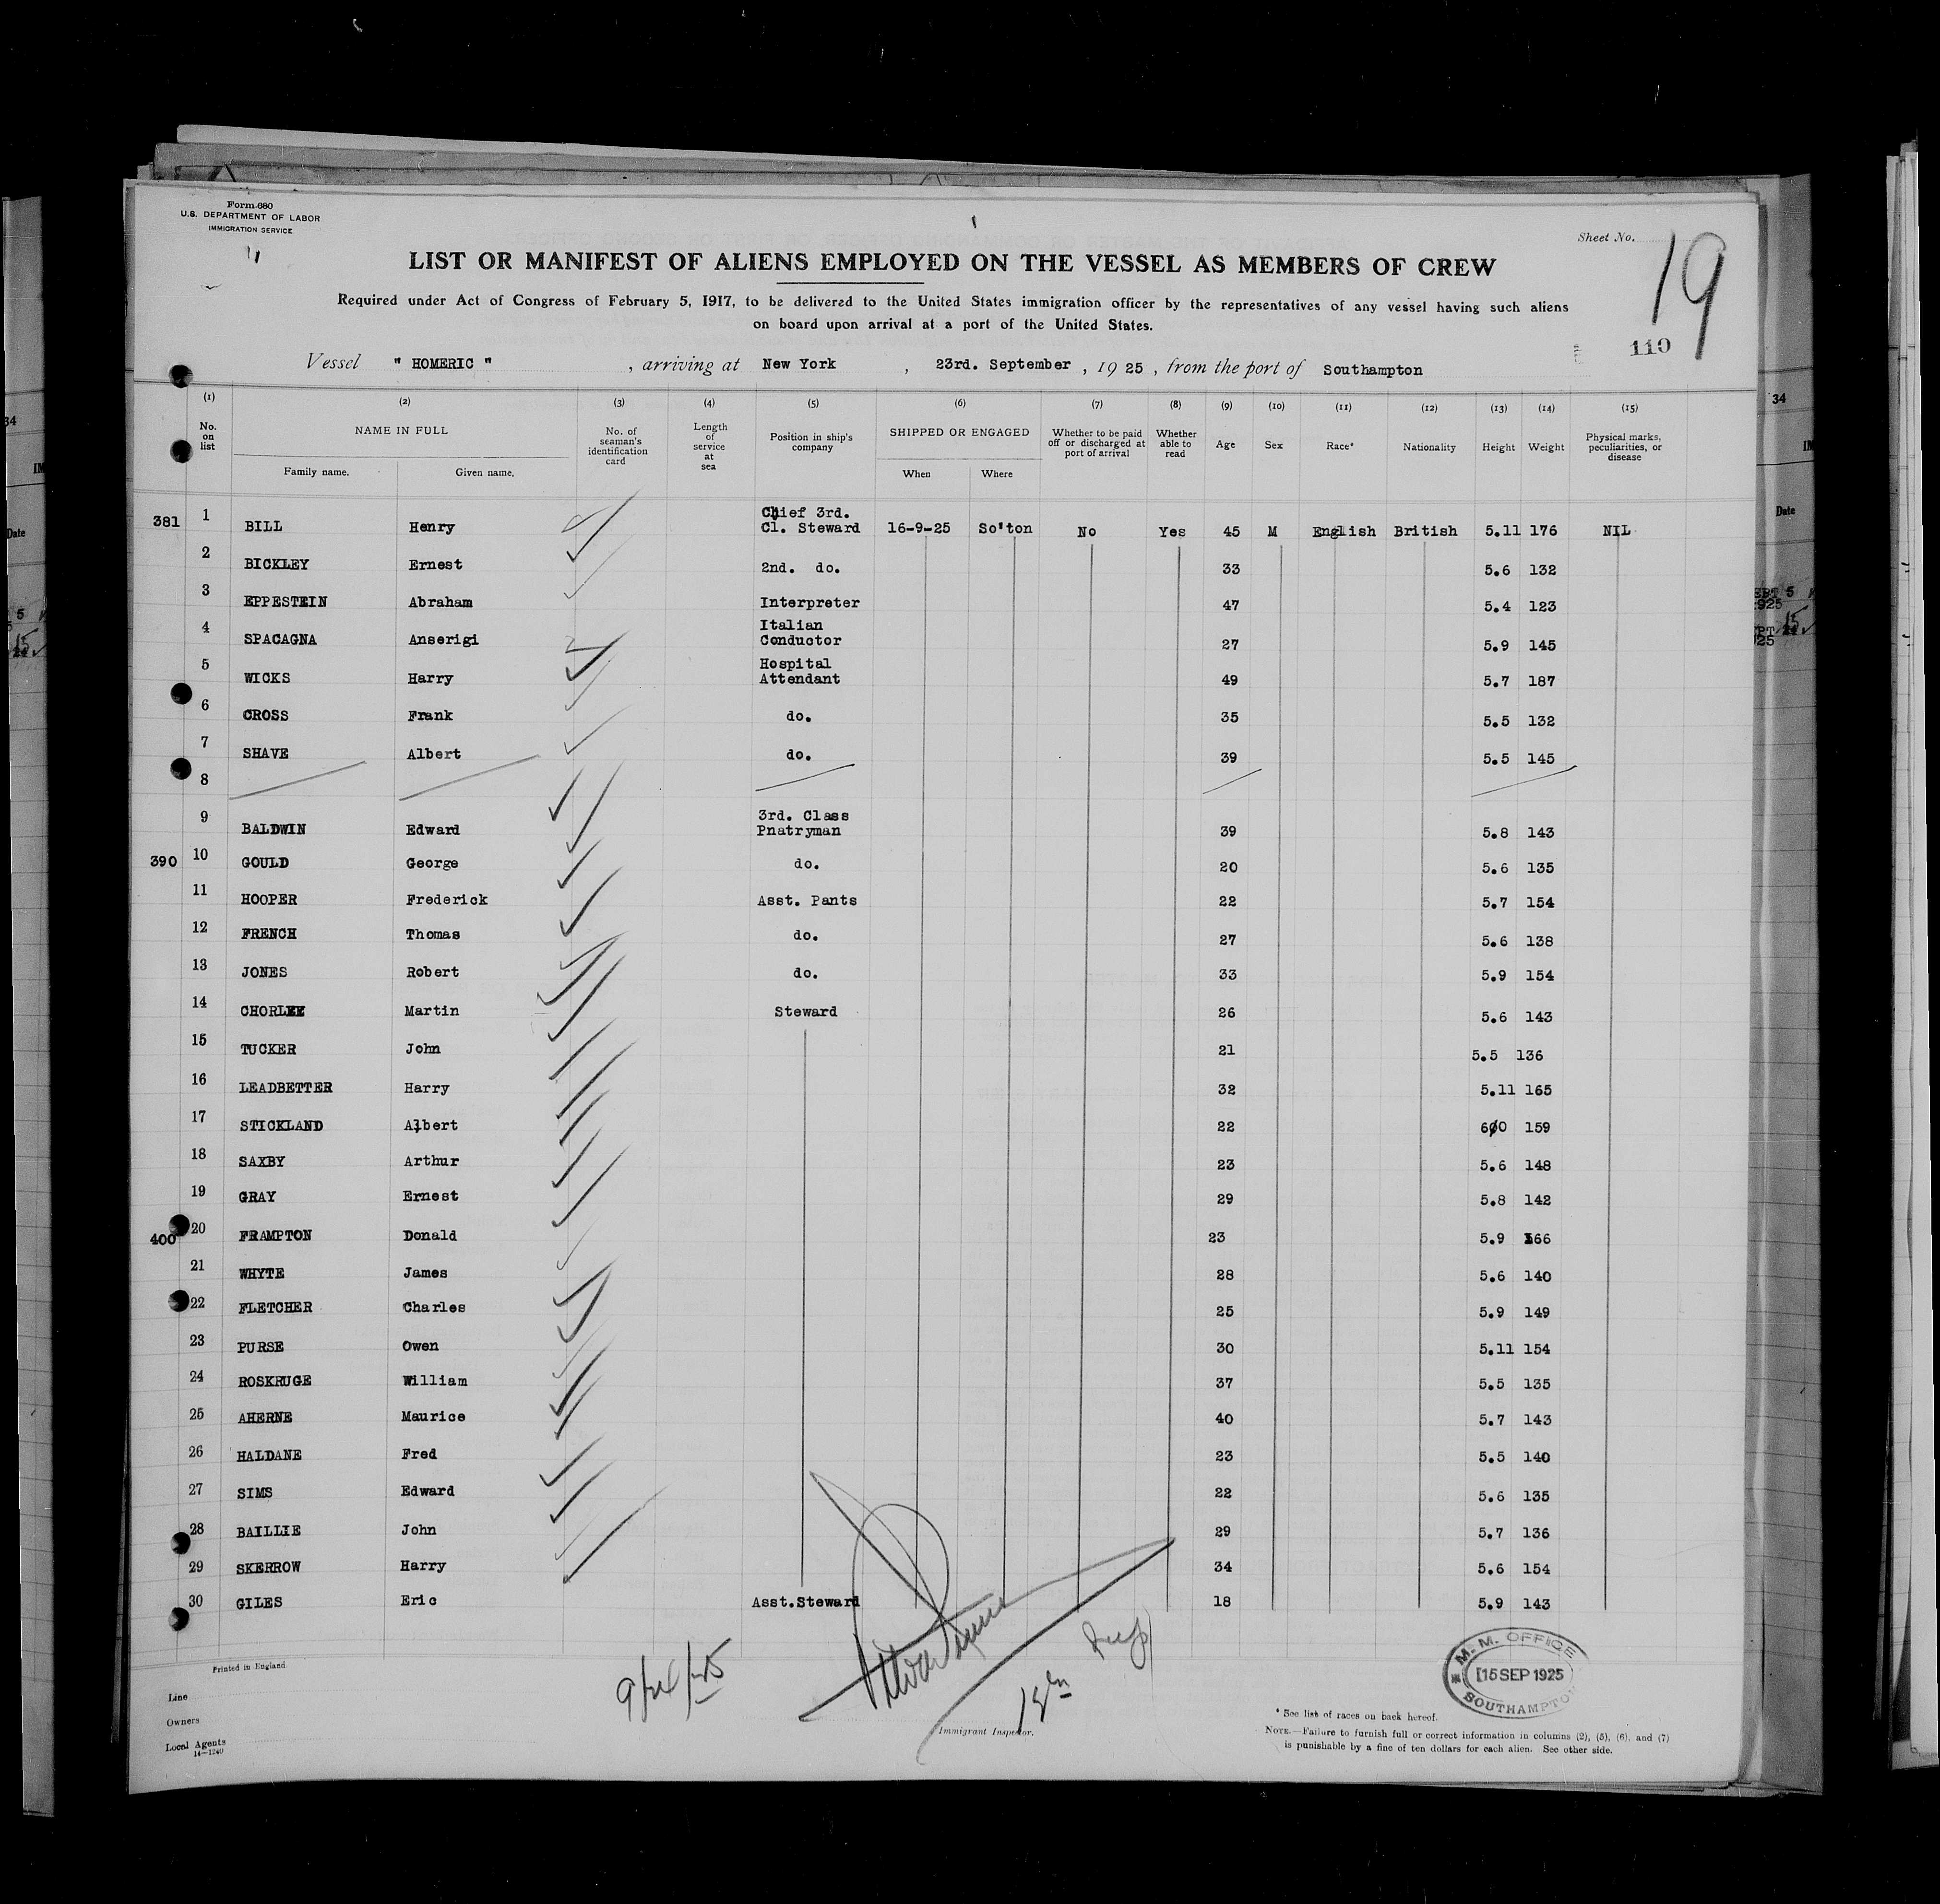 Form 680
U.S. DEPARTMENT OF LABOR
IMMIGRATION SERVICE
Sheet No. 19
LIST OR MANIFEST OF ALIENS EMPLOYED ON THE VESSEL AS MEMBERS OF CREW
Required under Act of Congress of February 5, 1917, to be delivered to the United States immigration officer by the representatives of any vessel having such aliens
on board upon arrival at a port of the United States.
110
Vessel " HOMERIC " , arriving at New York , 23rd. September , 19 25 , from the port of Southampton
(1) (2) (3) (4) (5) (6) (7) (8) (9) (10) (11) (12) (13) (14) (15)
No. on list NAME IN FULL Family name. Given name. No. of seaman's identification card Length of service at sea Position in ship's company SHIPPED OR ENGAGED When Where Whether to be paid off or discharged at port of arrival Whether able to read Age Sex Race* Nationality Height Weight Physical marks, peculiarities, or disease
381 1 BILL Henry Chief 3rd. Cl. Steward 16-9-25 So'ton No Yes 45 M English British 5.11 176 NIL
2 BICKLEY Ernest 2nd. do. 33 5.6 132
3 EPPESTEIN Abraham Interpreter 47 5.4 123
4 SPACAGNA Anserigi Italian Conductor 27 5.9 145
5 WICKS Harry Hospital Attendant 49 5.7 187
6 CROSS Frank do. 35 5.5 132
7 SHAVE Albert do. 39 5.5 145
8
9 BALDWIN Edward 3rd. Class Pnatryman 39 5.8 143
390 10 GOULD George do. 20 5.6 135
11 HOOPER Frederick Asst. Pants 22 5.7 154
12 FRENCH Thomas do. 27 5.6 138
13 JONES Robert do. 33 5.9 154
14 CHORLEE Martin Steward 26 5.6 143
15 TUCKER John 21 5.5 136
16 LEADBETTER Harry 32 5.11 165
17 STICKLAND Albert 22 600 159
18 SAXBY Arthur 23 5.6 148
19 GRAY Ernest 29 5.8 142
400 20 FRAMPTON Donald 23 5.9 166
21 WHYTE James 28 5.6 140
22 FLETCHER Charles 25 5.9 149
23 PURSE Owen 30 5.11 154
24 ROSKRUGE William 37 5.5 135
25 AHERNE Maurice 40 5.7 143
26 HALDANE Fred 23 5.5 140
27 SIMS Edward 22 5.6 135
28 BAILLIE John 29 5.7 136
29 SKERROW Harry 34 5.6 154
30 GILES Eric Asst.Steward 18 5.9 143
Printed in England
Line
Owners
Local Agents
14-1240
9/24/25
Immigrant Inspector.
M.M. OFFICE
15 SEP 1925
SOUTHAMPTON
* See list of races on back hereof.
NOTE.—Failure to furnish full or correct information in columns (2), (5), (6), and (7)
is punishable by a fine of ten dollars for each alien. See other side.
34
Date